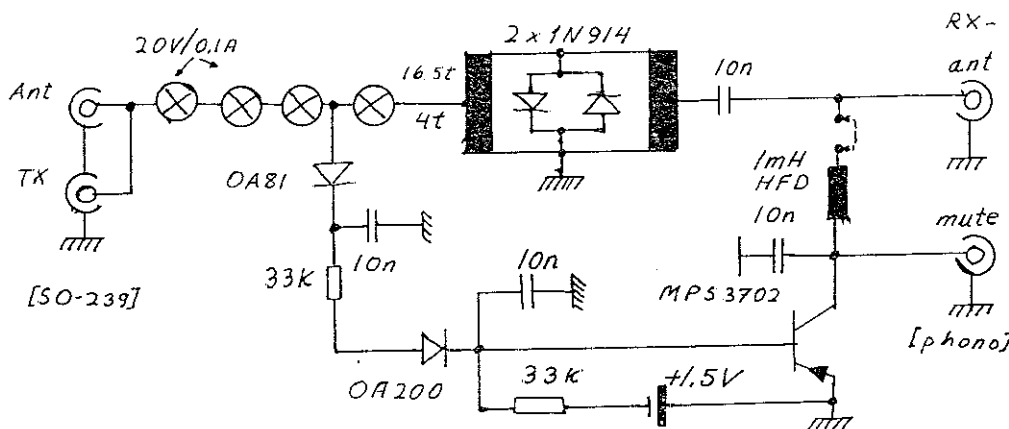 2 x 1N914
RX-
20V/0,1A
10n
ant
Ant
16.5t
4t
TX
OA81
1mH
HFD
10n
10n
mute
33K
10n
[SO-239]
MPS3702
[phono]
OA200
33K
+1.5V